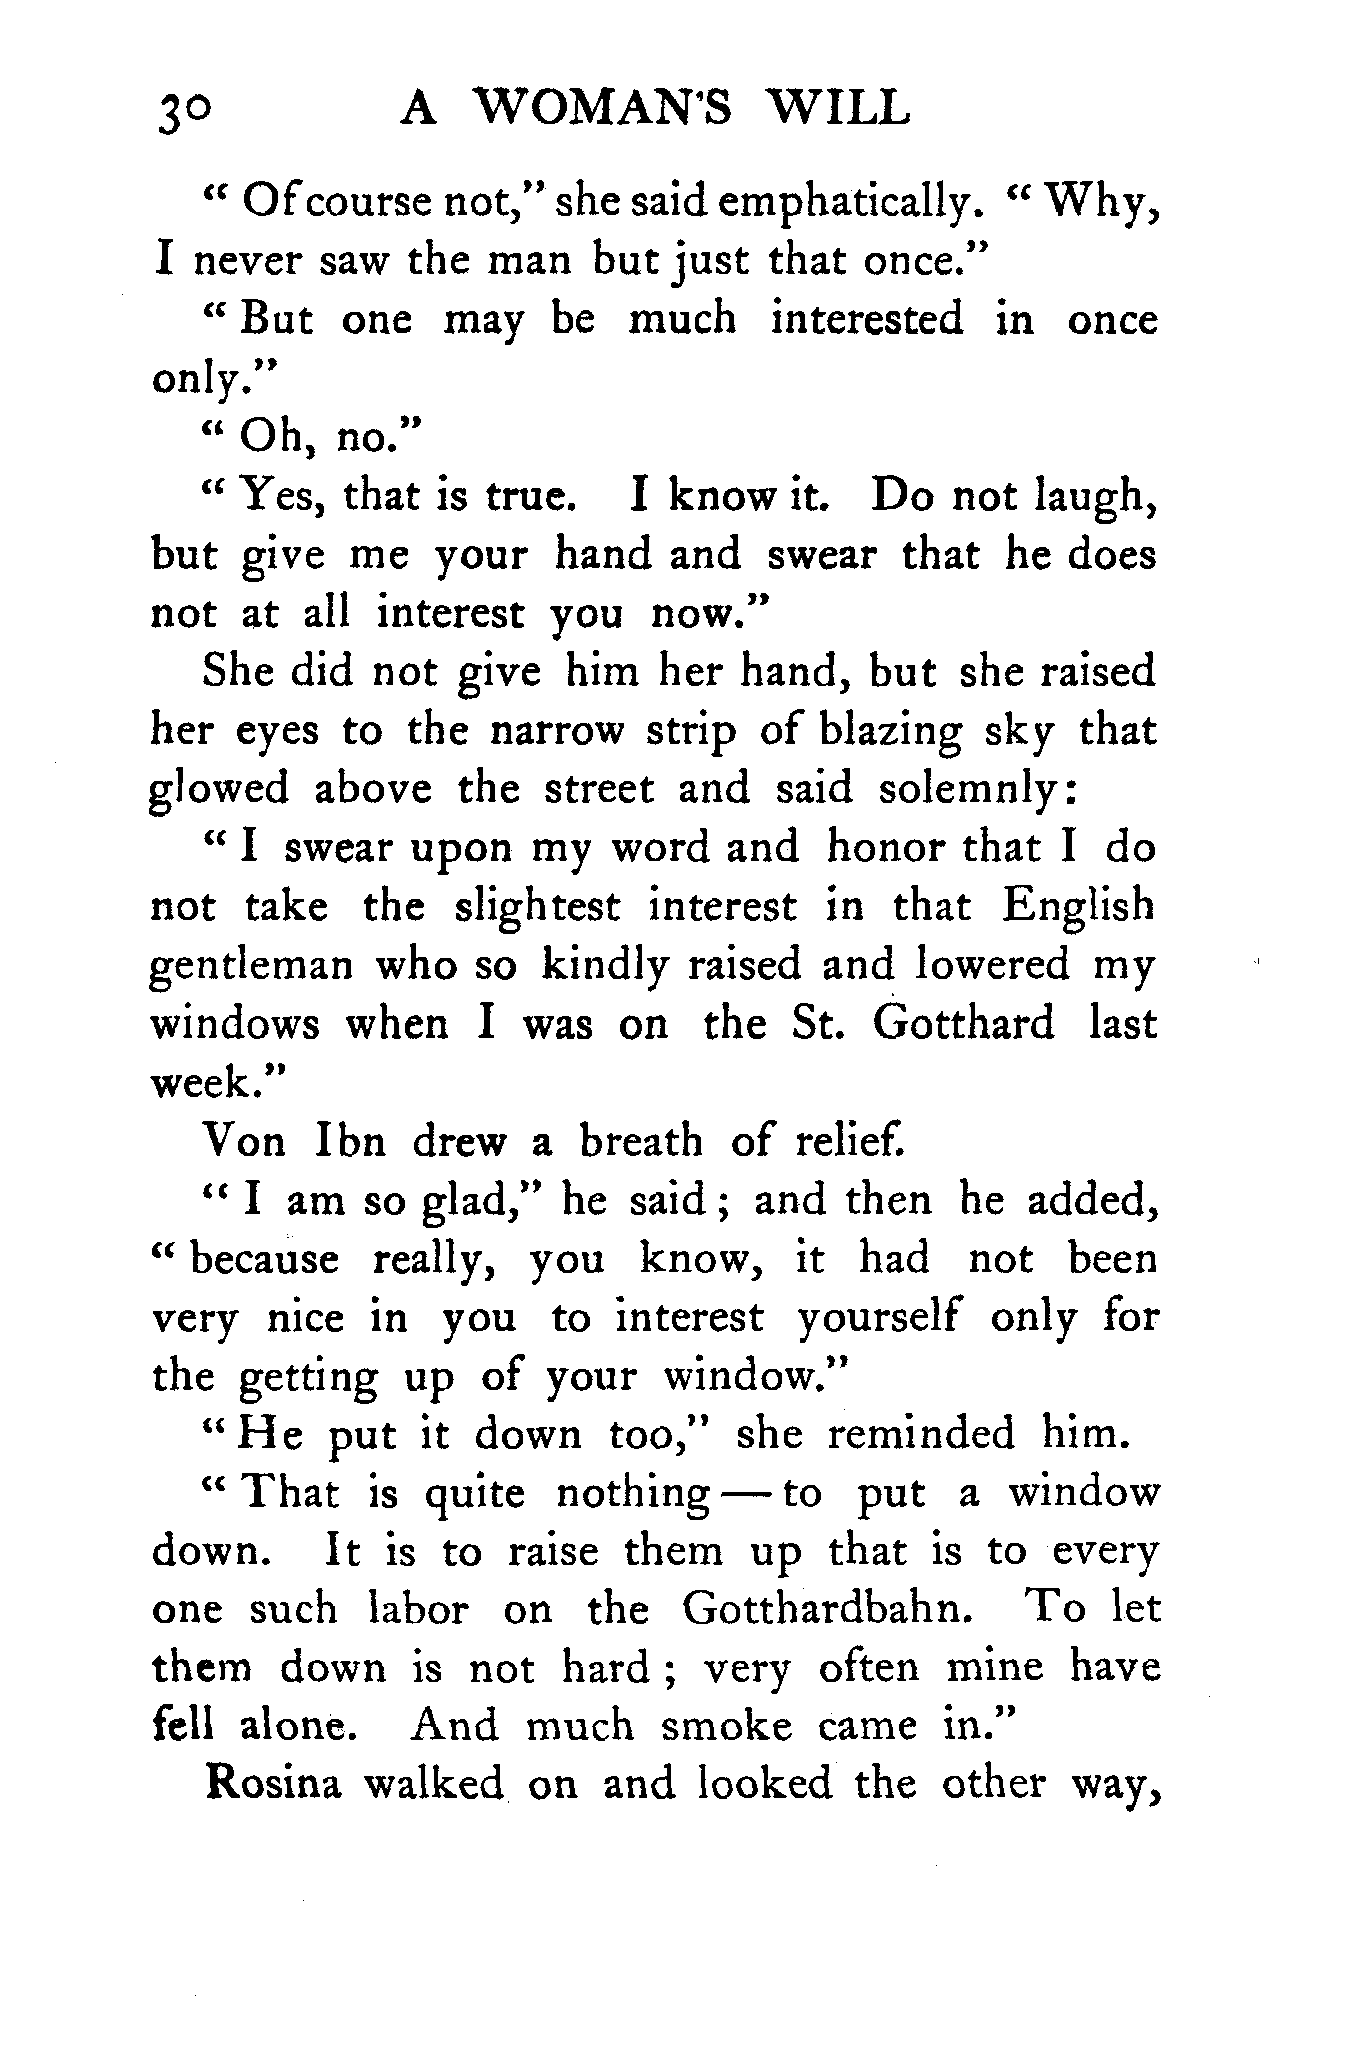 30 A WOMAN'S WILL
“ Of course not,” she said emphatically. “ Why,
I never saw the man but just that once.”
“ But one may be much interested in once
only.”
“ Oh, no.”
“ Yes, that is true. I know it. Do not laugh,
but give me your hand and swear that he does
not at all interest you now.”
She did not give him her hand, but she raised
her eyes to the narrow strip of blazing sky that
glowed above the street and said solemnly:
“ I swear upon my word and honor that I do
not take the slightest interest in that English
gentleman who so kindly raised and lowered my
windows when I was on the St. Gotthard last
week.”
Von Ibn drew a breath of relief.
“ I am so glad,” he said ; and then he added,
“ because really, you know, it had not been
very nice in you to interest yourself only for
the getting up of your window.”
“ He put it down too,” she reminded him.
“ That is quite nothing — to put a window
down. It is to raise them up that is to every
one such labor on the Gotthardbahn. To let
them down is not hard ; very often mine have
fell alone. And much smoke came in.”
Rosina walked on and looked the other way,